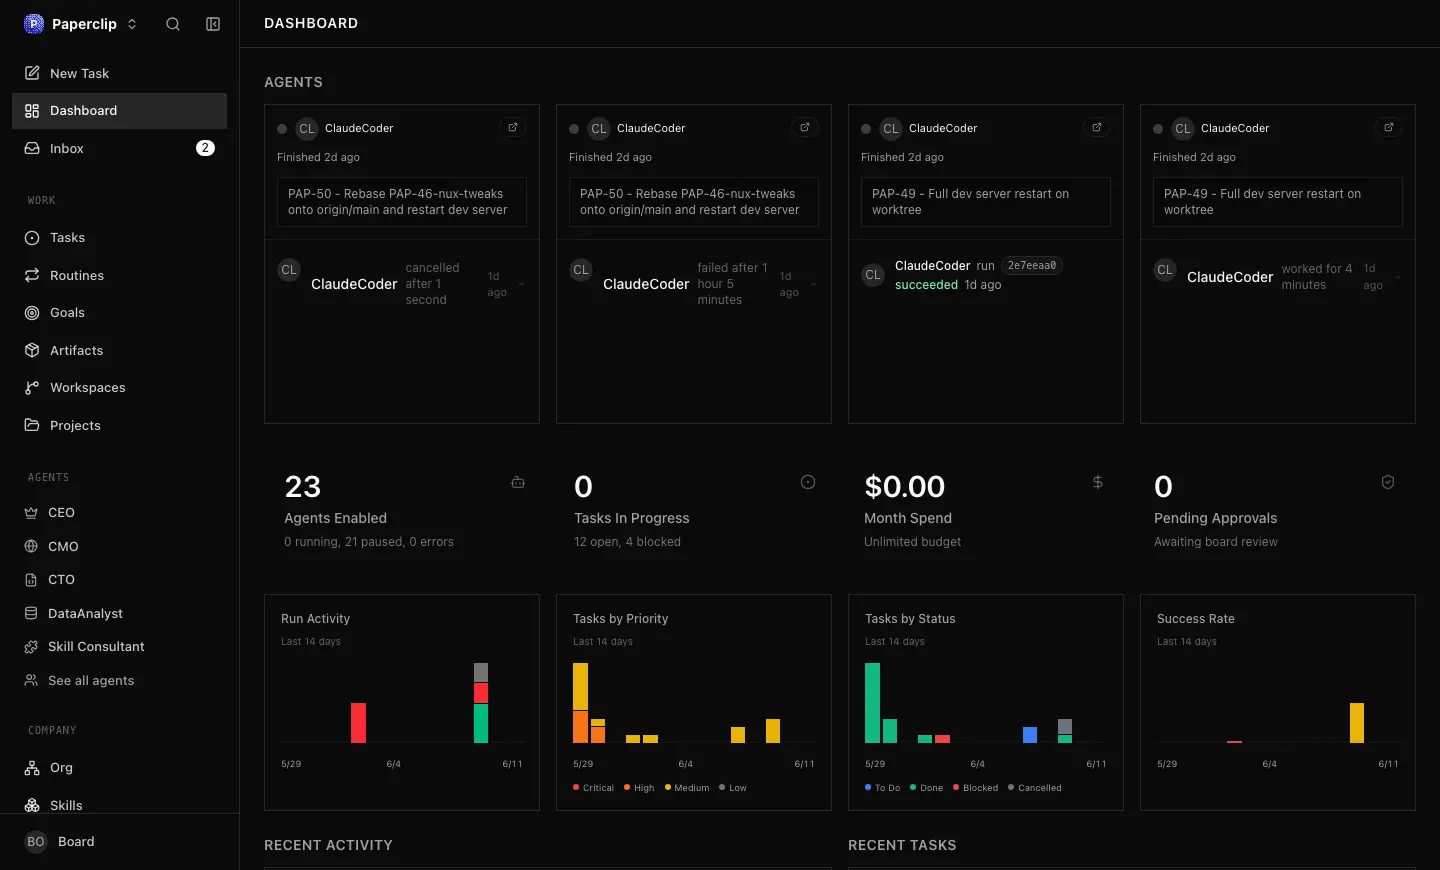 P Paperclip
New Task
Dashboard
Inbox 2
WORK
Tasks
Routines
Goals
Artifacts
Workspaces
Projects
AGENTS
CEO
CMO
CTO
DataAnalyst
Skill Consultant
See all agents
COMPANY
Org
Skills
BO Board
DASHBOARD
AGENTS
CL ClaudeCoder
Finished 2d ago
PAP-50 - Rebase PAP-46-nux-tweaks
onto origin/main and restart dev server
CL ClaudeCoder
cancelled
after 1
second
1d
ago
CL ClaudeCoder
Finished 2d ago
PAP-50 - Rebase PAP-46-nux-tweaks
onto origin/main and restart dev server
CL ClaudeCoder
failed after 1
hour 5
minutes
1d
ago
CL ClaudeCoder
Finished 2d ago
PAP-49 - Full dev server restart on
worktree
CL ClaudeCoder run 2e7eeaa0
succeeded 1d ago
CL ClaudeCoder
Finished 2d ago
PAP-49 - Full dev server restart on
worktree
CL ClaudeCoder
worked for 4
minutes
1d
ago
23
Agents Enabled
0 running, 21 paused, 0 errors
0
Tasks In Progress
12 open, 4 blocked
$0.00
Month Spend
Unlimited budget
0
Pending Approvals
Awaiting board review
Run Activity
Last 14 days
5/29 6/4 6/11
Tasks by Priority
Last 14 days
5/29 6/4 6/11
Critical High Medium Low
Tasks by Status
Last 14 days
5/29 6/4 6/11
To Do Done Blocked Cancelled
Success Rate
Last 14 days
5/29 6/4 6/11
RECENT ACTIVITY
RECENT TASKS